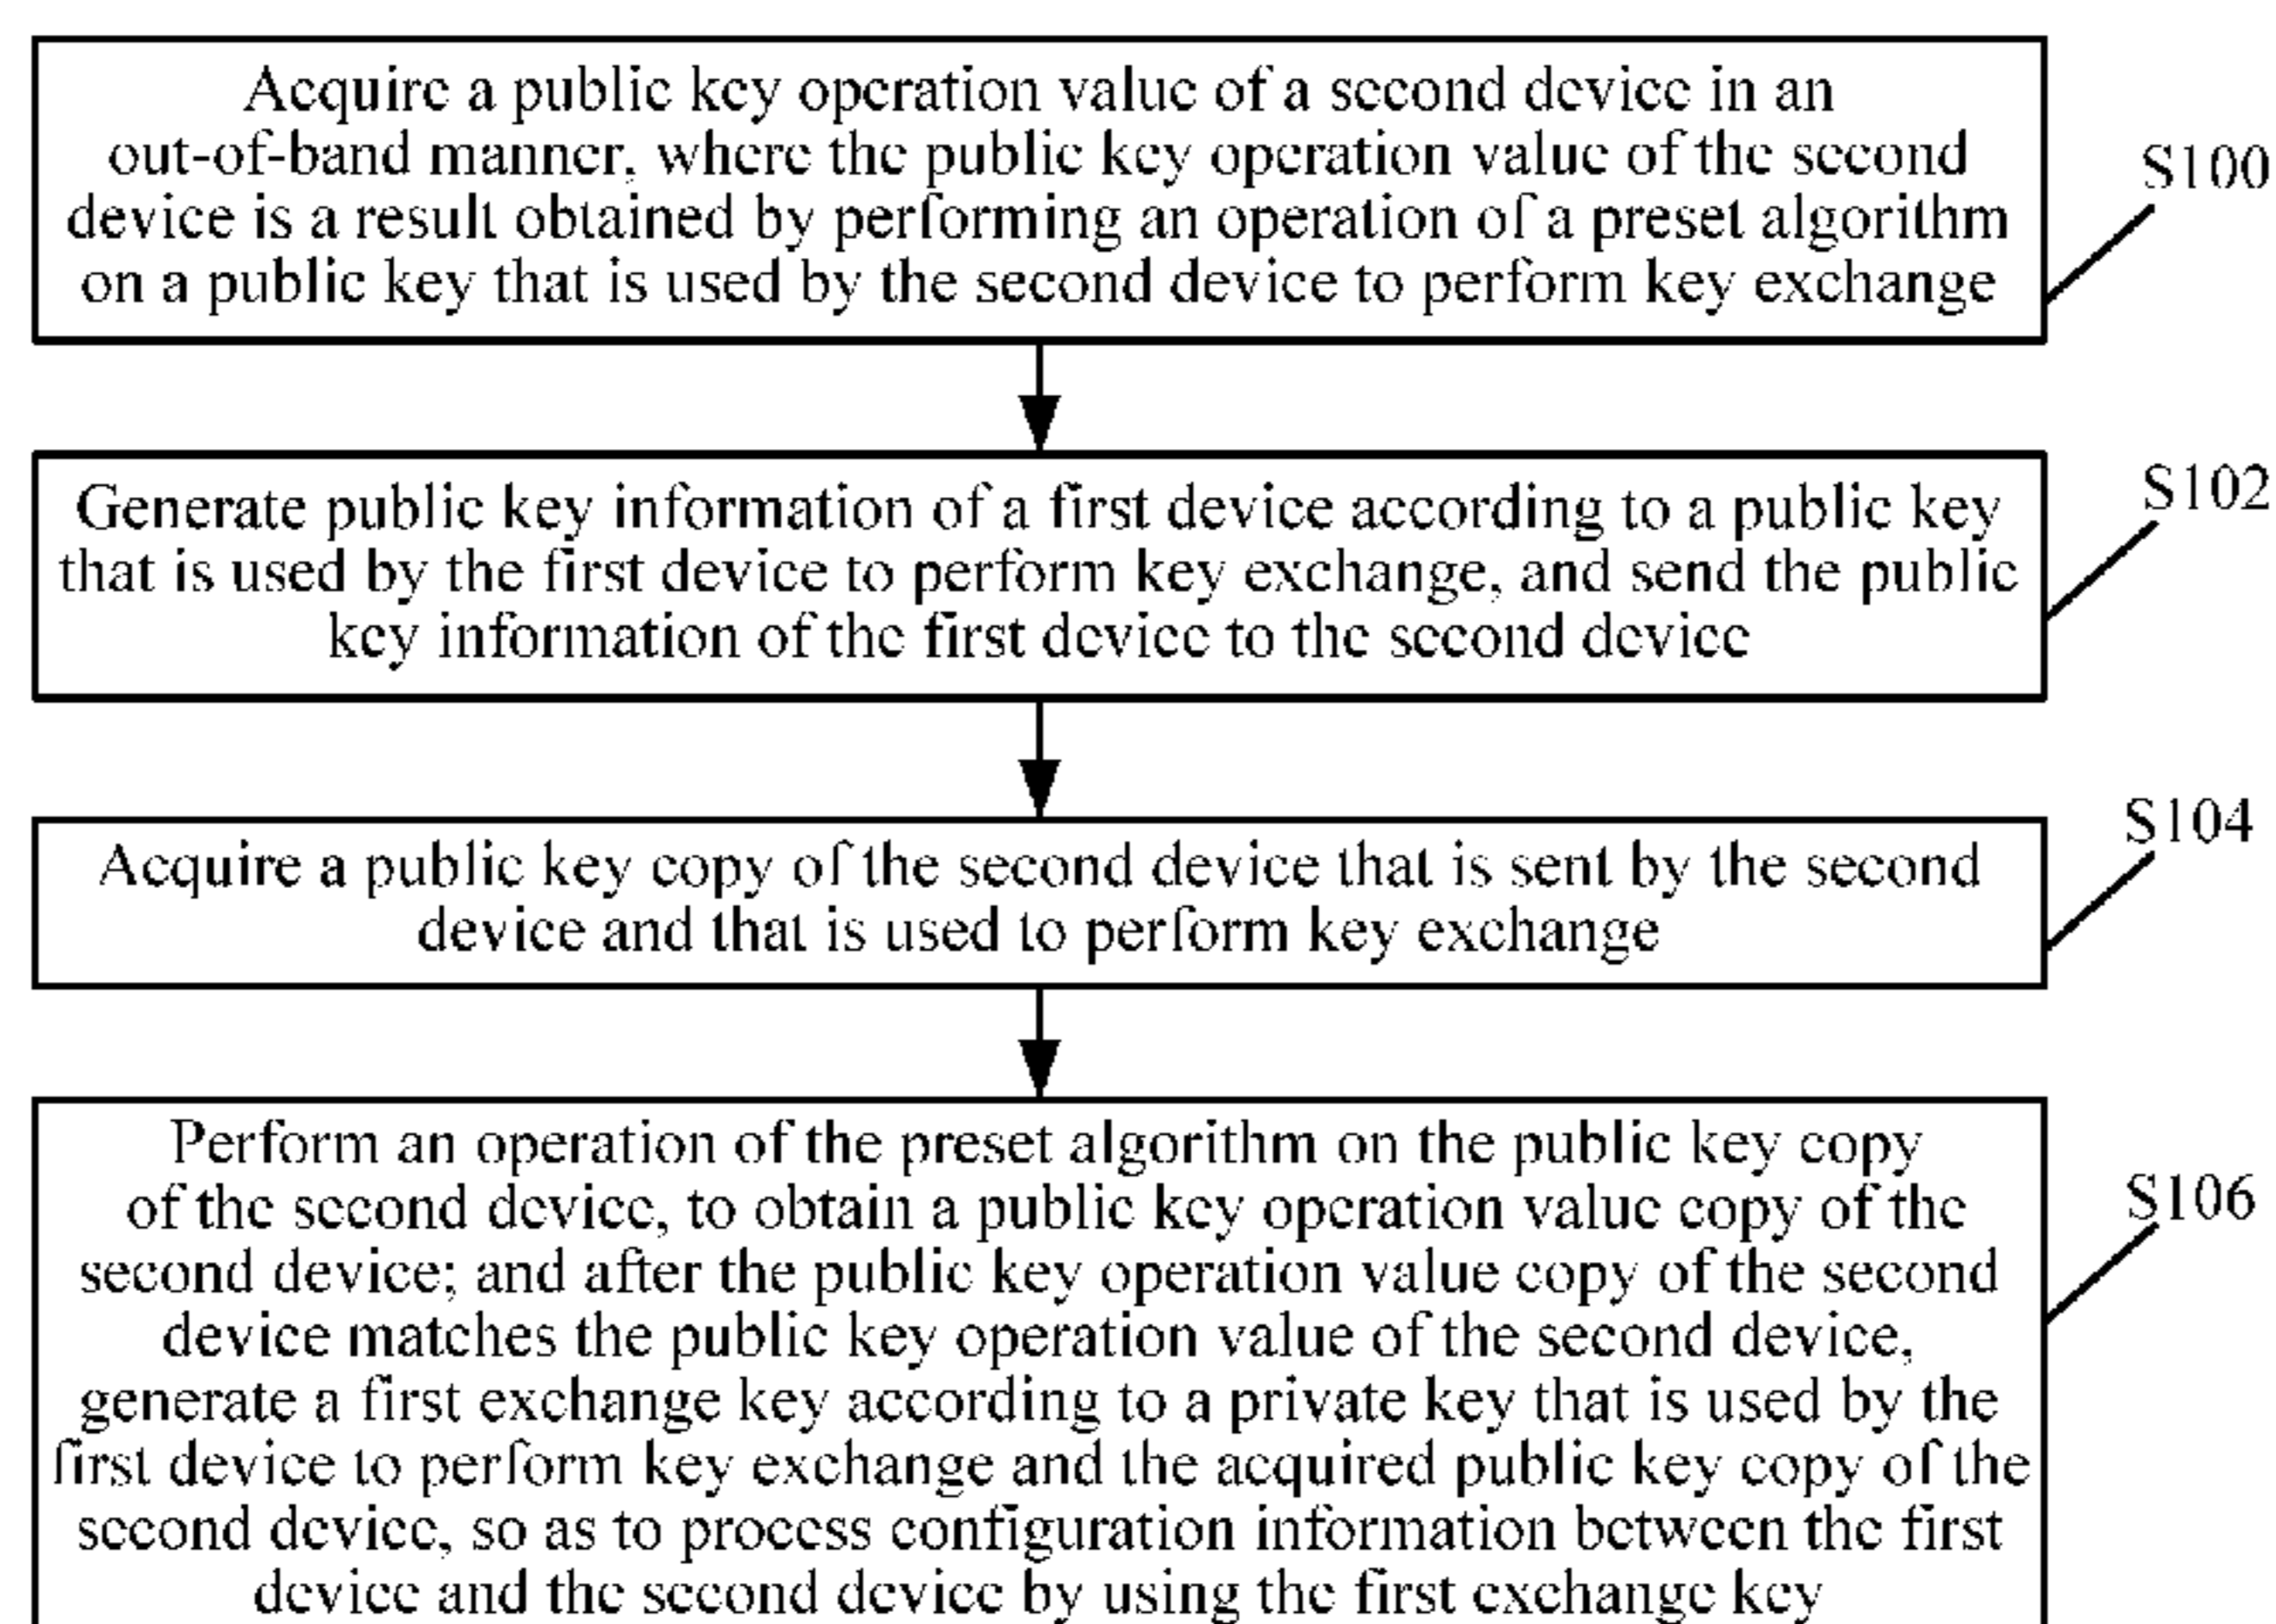 Acquire a public key operation value of a second device in an
out-of-band manner, where the public key operation value of the second
device is a result obtained by performing an operation of a preset algorithm
on a public key that is used by the second device to perform key exchange
S100
Generate public key information of a first device according to a public key
that is used by the first device to perform key exchange, and send the public
key information of the first device to the second device
S102
Acquire a public key copy of the second device that is sent by the second
device and that is used to perform key exchange
S104
Perform an operation of the preset algorithm on the public key copy
of the second device, to obtain a public key operation value copy of the
second device; and after the public key operation value copy of the second
device matches the public key operation value of the second device,
generate a first exchange key according to a private key that is used by the
first device to perform key exchange and the acquired public key copy of the
second device, so as to process configuration information between the first
device and the second device by using the first exchange key
S106